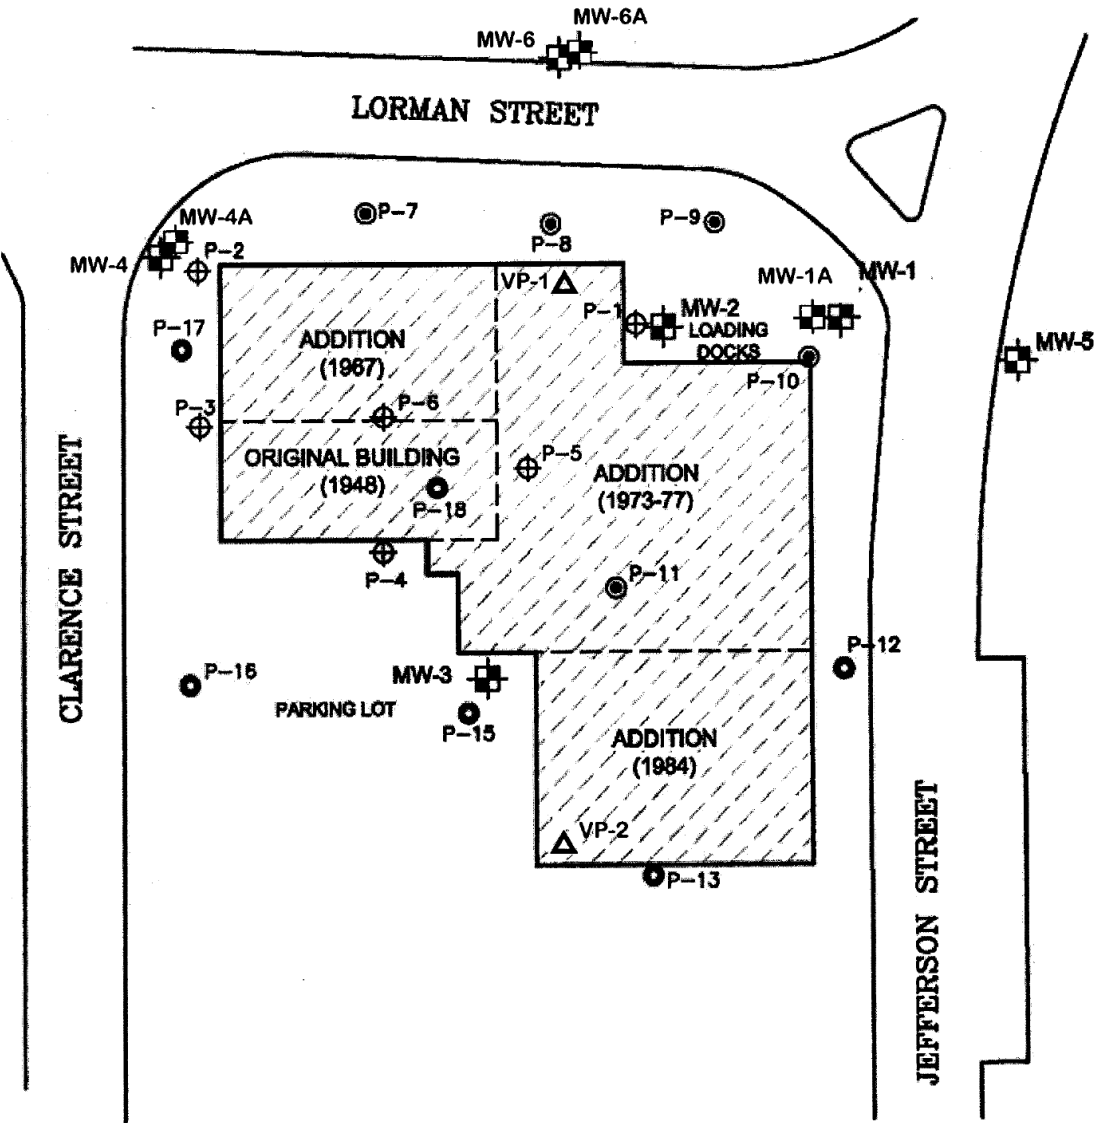 MW-6A
MW-6
LORMAN STREET
MW-4A
P-7
P-8
P-9
MW-4
P-2
VP-1
MW-1A
MW-1
P-1
MW-2
LOADING
DOCKS
P-17
ADDITION
(1967)
P-10
MW-5
P-3
P-6
ORIGINAL BUILDING
(1948)
P-5
ADDITION
(1973-77)
P-18
CLARENCE STREET
P-4
P-11
P-12
P-16
MW-3
PARKING LOT
P-15
ADDITION
(1984)
VP-2
P-13
JEFFERSON STREET